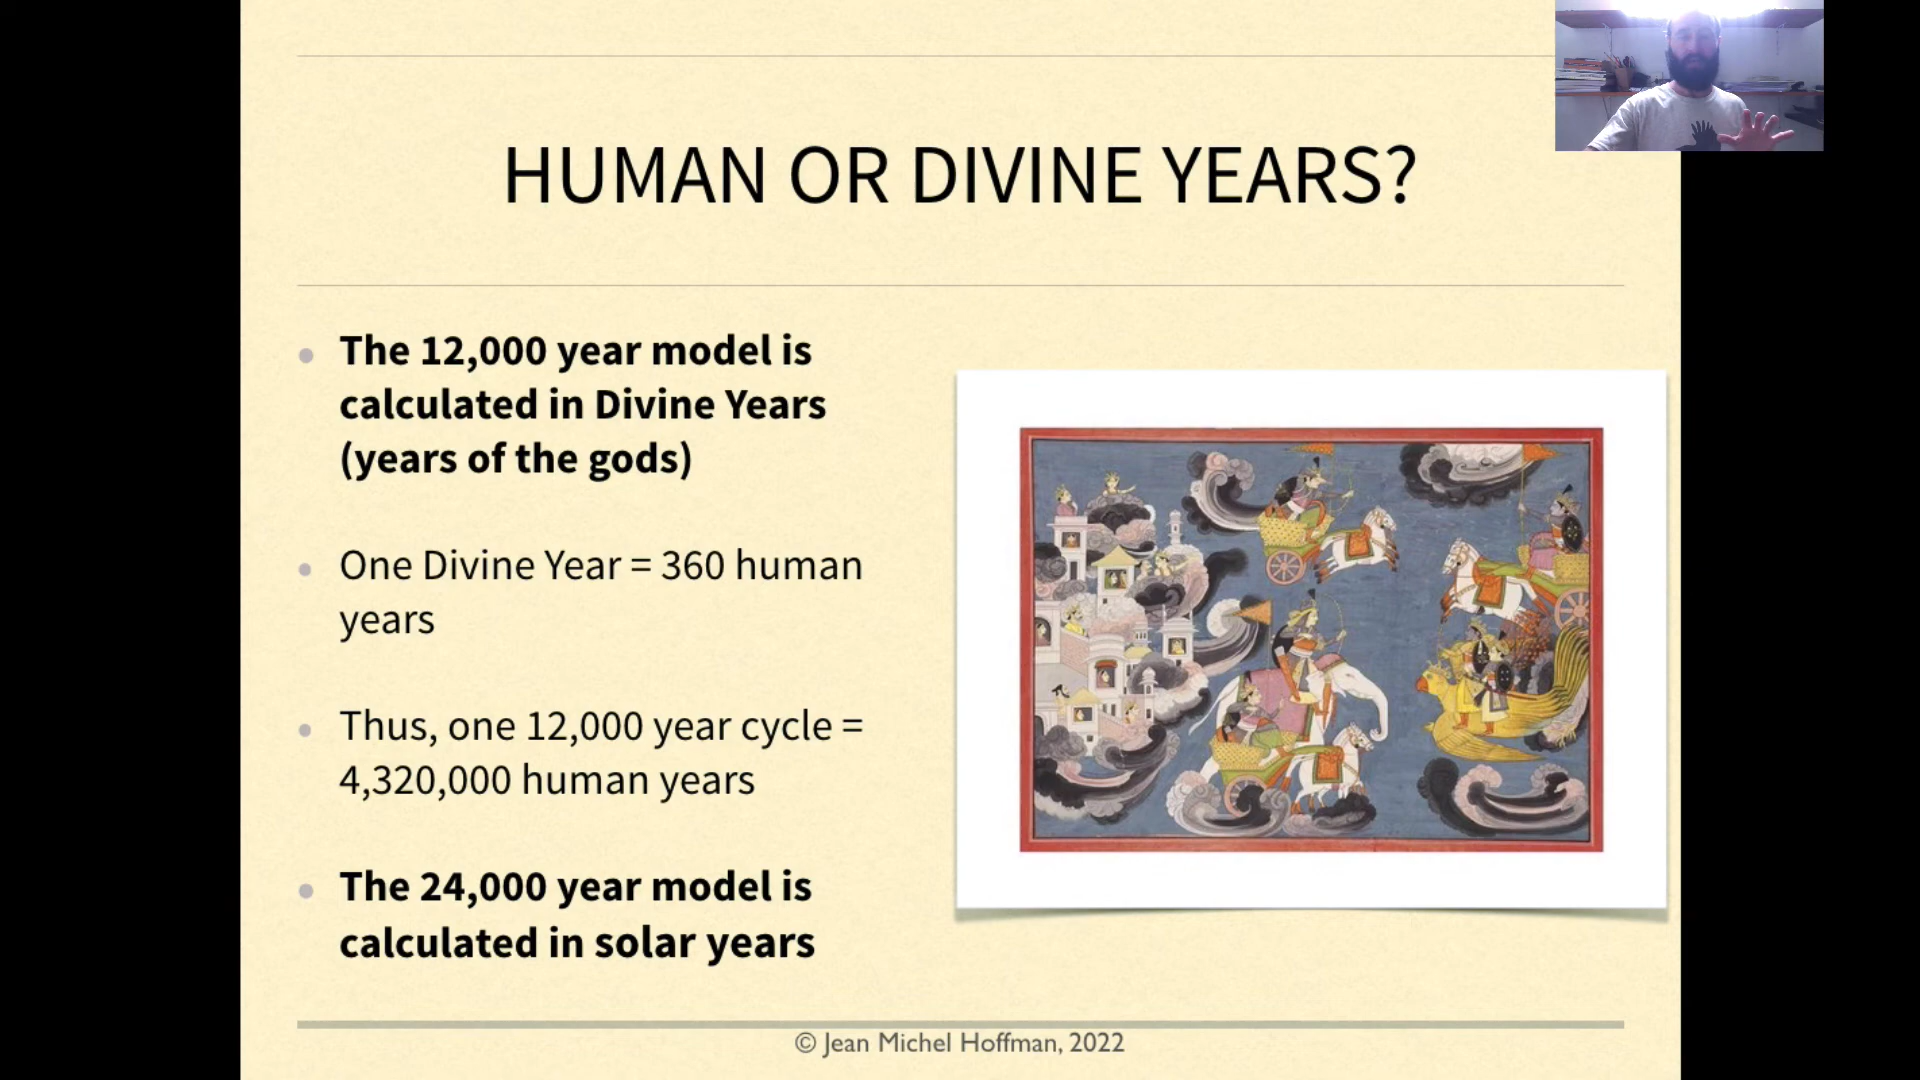 HUMAN OR DIVINE YEARS?
The 12,000 year model is
calculated in Divine Years
(years of the gods)
One Divine Year = 360 human
years
Thus, one 12,000 year cycle =
4,320,000 human years
The 24,000 year model is
calculated in solar years
© Jean Michel Hoffman, 2022